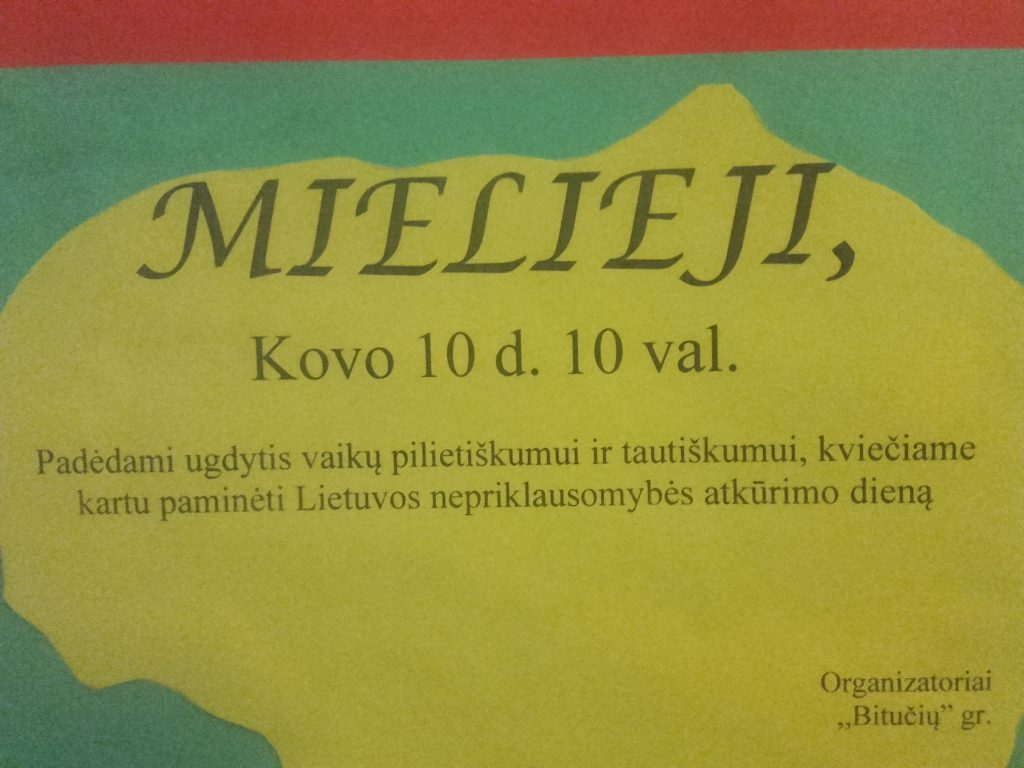 MIELIEJI,
Kovo 10 d. 10 val.
Padėdami ugdytis vaikų pilietiškumui ir tautiškumui, kviečiame
kartu paminėti Lietuvos nepriklausomybės atkūrimo dieną
Organizatoriai
,,Bitučių” gr.